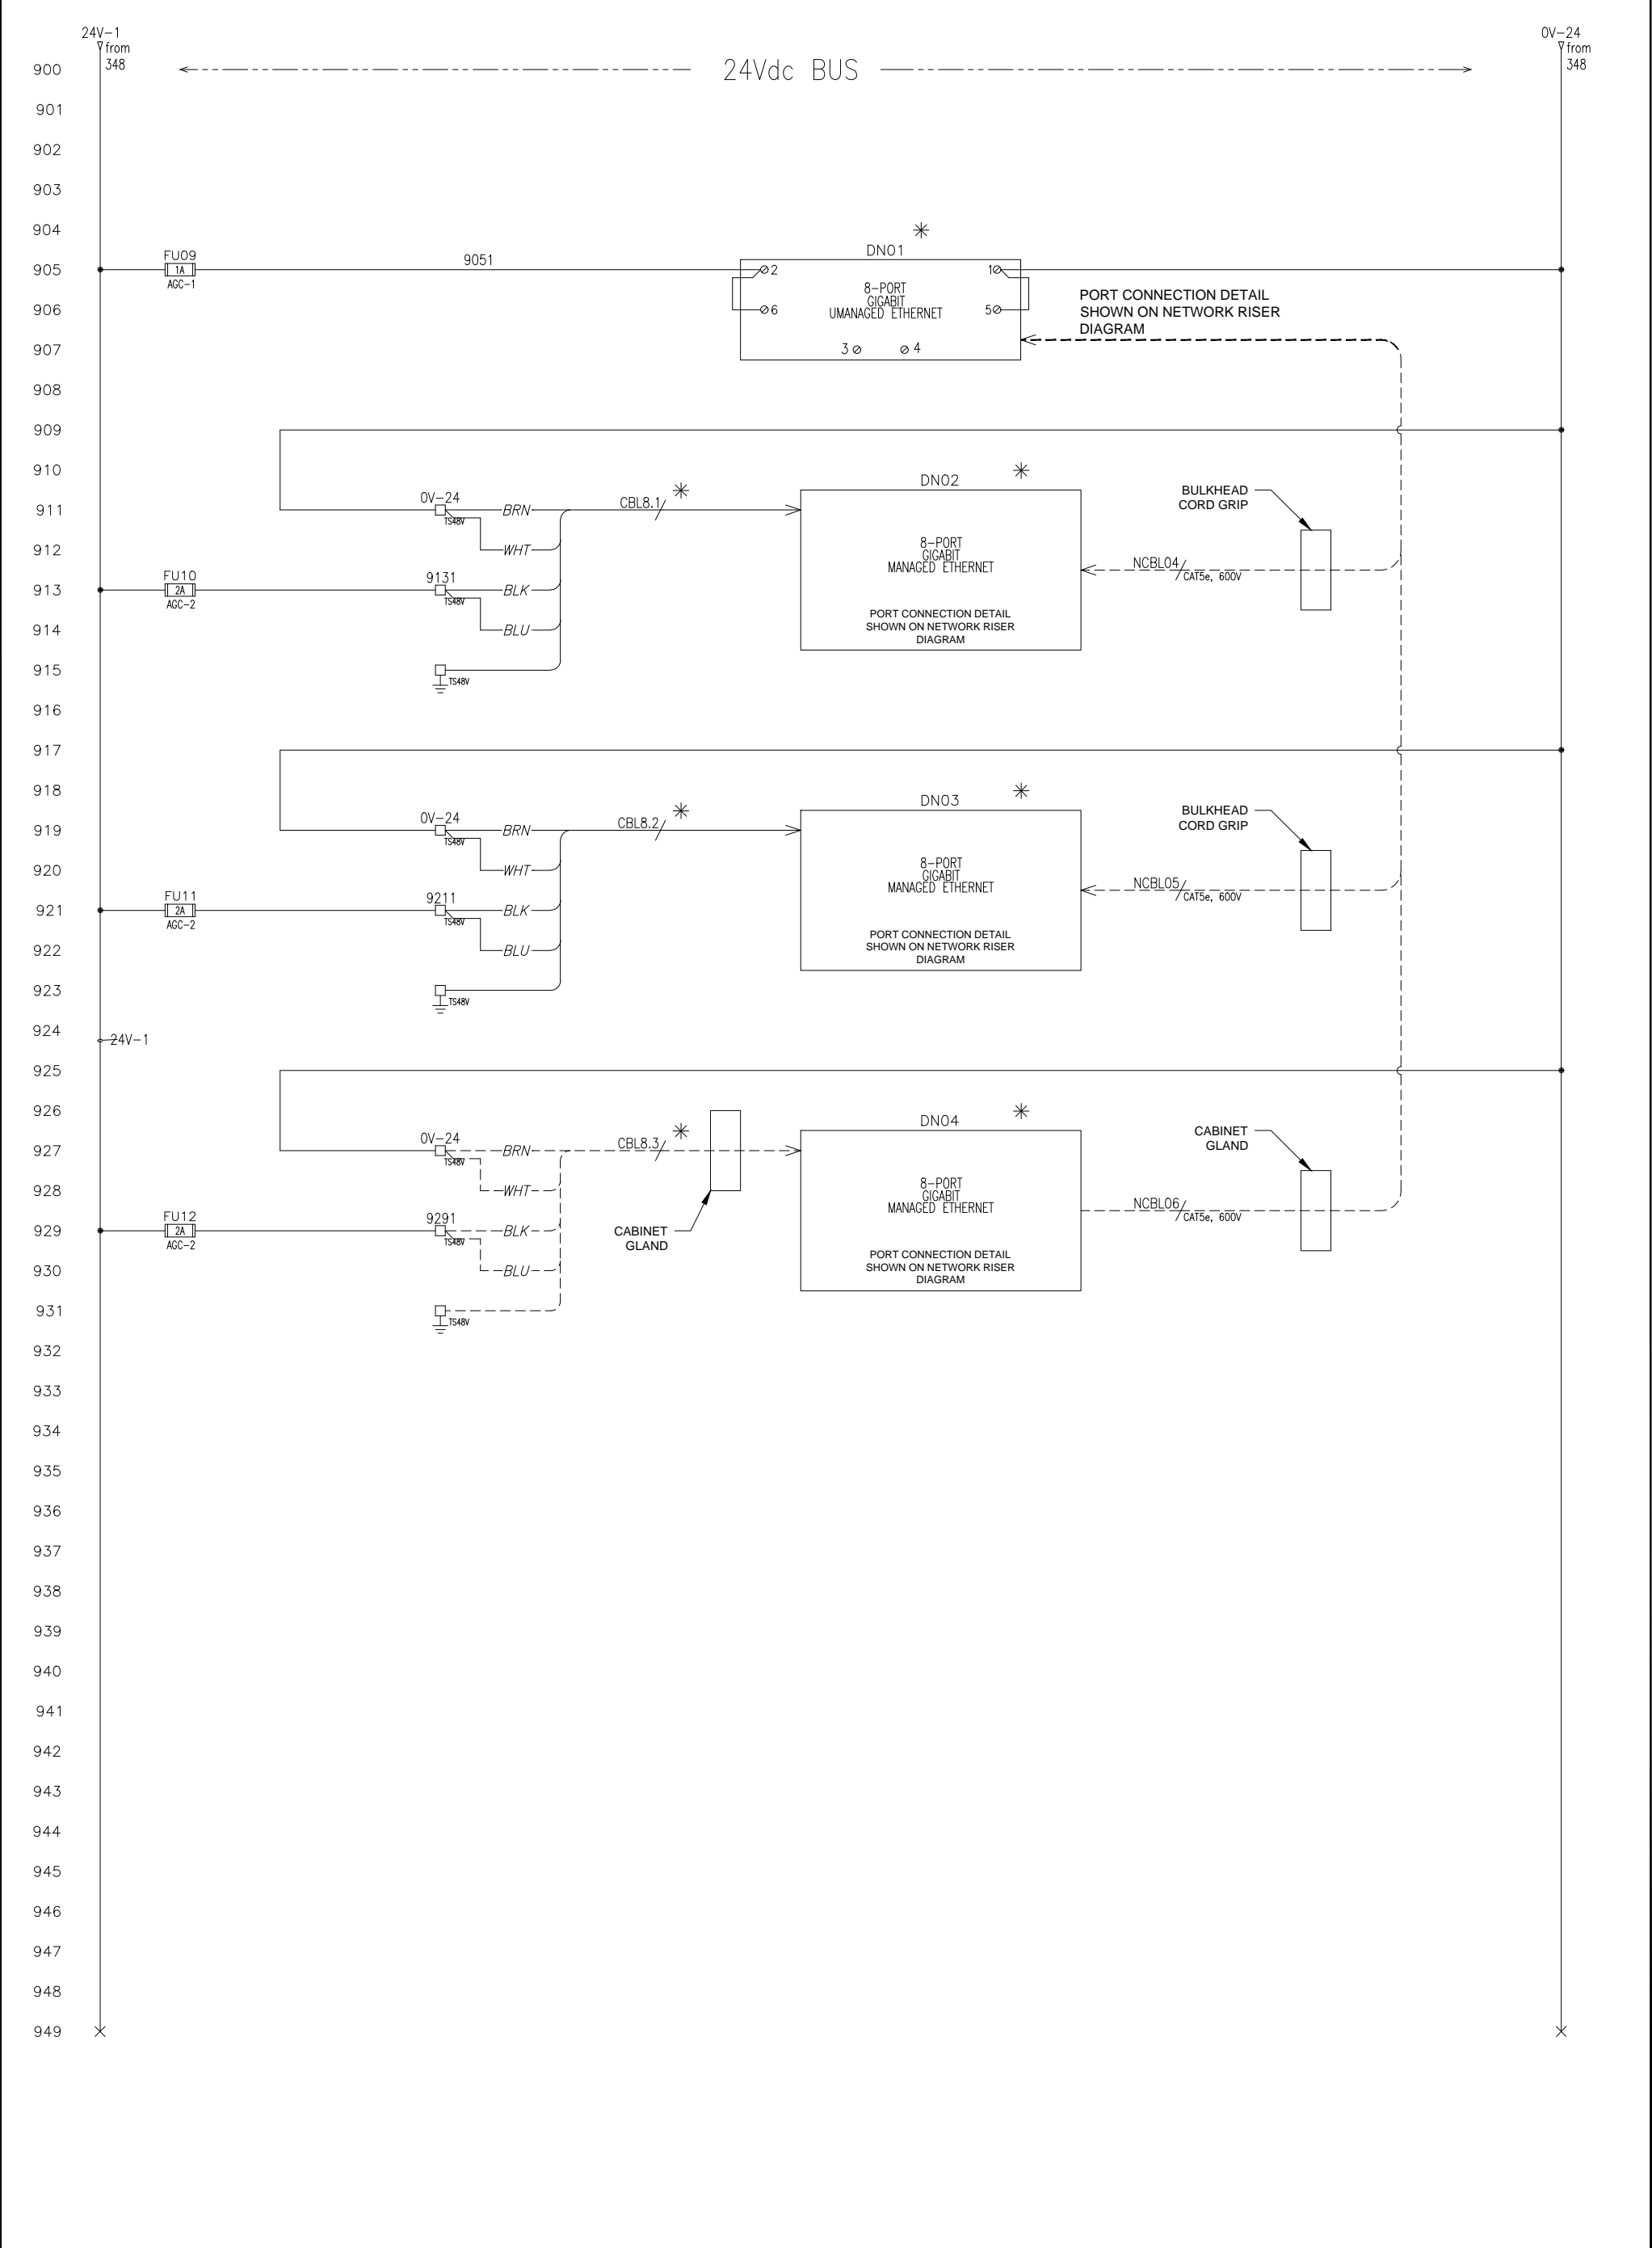 24V-1
from
348
0V-24
from
348
900
24Vdc BUS
901
902
903
904
DN01
905
FU09
1A
AGC-1
9051
2
1
8-PORT
GIGABIT
UMANAGED ETHERNET
906
6
5
PORT CONNECTION DETAIL
SHOWN ON NETWORK RISER
DIAGRAM
907
3
4
908
909
910
DN02
911
0V-24
TS48V
BRN
CBL8.1
BULKHEAD
CORD GRIP
912
WHT
8-PORT
GIGABIT
MANAGED ETHERNET
NCBL04
CAT5e, 600V
913
FU10
2A
AGC-2
9131
TS48V
BLK
914
BLU
PORT CONNECTION DETAIL
SHOWN ON NETWORK RISER
DIAGRAM
915
TS48V
916
917
918
DN03
919
0V-24
TS48V
BRN
CBL8.2
BULKHEAD
CORD GRIP
920
WHT
8-PORT
GIGABIT
MANAGED ETHERNET
NCBL05
CAT5e, 600V
921
FU11
2A
AGC-2
9211
TS48V
BLK
922
BLU
PORT CONNECTION DETAIL
SHOWN ON NETWORK RISER
DIAGRAM
923
TS48V
924
24V-1
925
926
DN04
927
0V-24
TS48V
BRN
CBL8.3
CABINET
GLAND
928
WHT
8-PORT
GIGABIT
MANAGED ETHERNET
NCBL06
CAT5e, 600V
929
FU12
2A
AGC-2
9291
TS48V
BLK
CABINET
GLAND
930
BLU
PORT CONNECTION DETAIL
SHOWN ON NETWORK RISER
DIAGRAM
931
TS48V
932
933
934
935
936
937
938
939
940
941
942
943
944
945
946
947
948
949